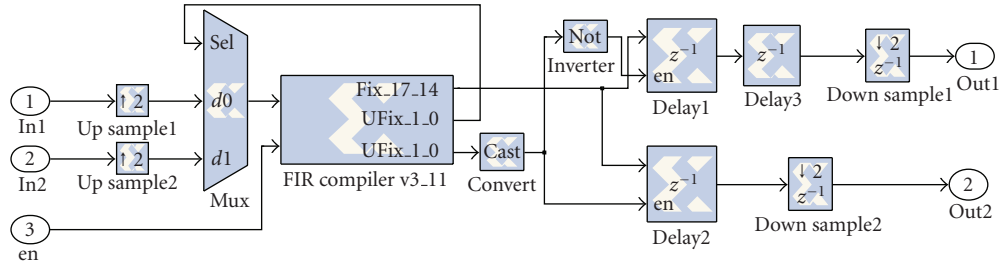 1
In1
2
In2
3
en
↑ 2
Up sample1
↑ 2
Up sample2
Sel
d0
d1
Mux
Fix_17_14
UFix_1_0
UFix_1_0
FIR compiler v3_11
Cast
Convert
Not
Inverter
z⁻¹
en
Delay1
z⁻¹
Delay3
↓ 2
z⁻¹
Down sample1
1
Out1
z⁻¹
en
Delay2
↓ 2
z⁻¹
Down sample2
2
Out2